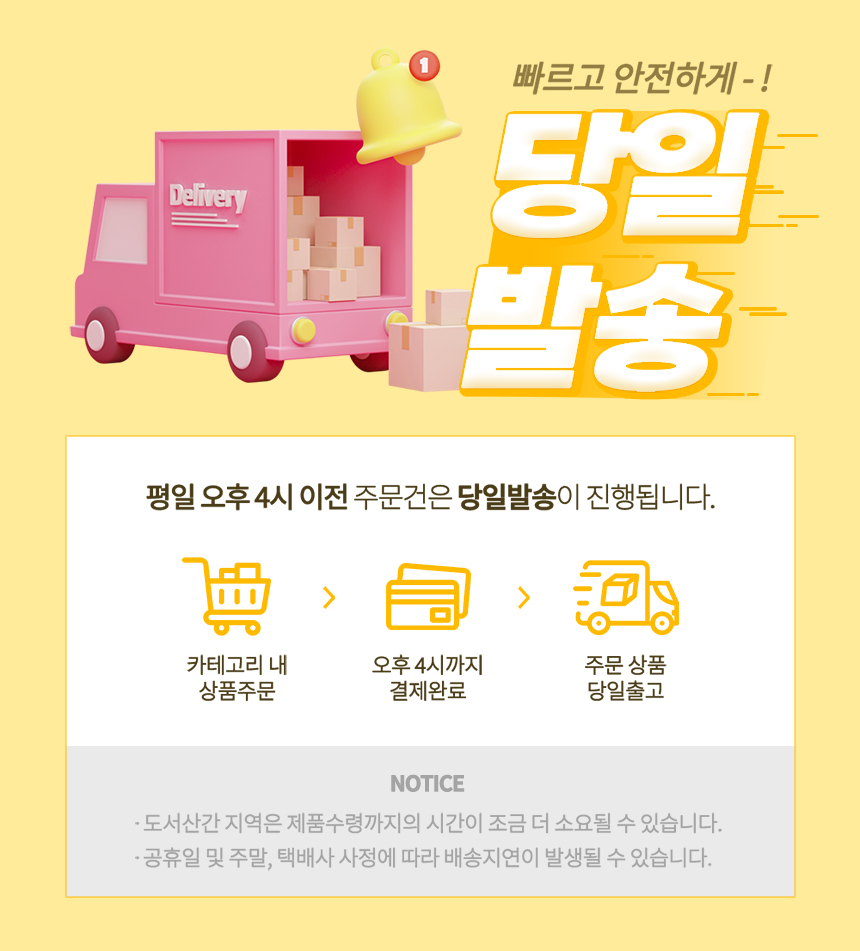 빠르고 안전하게 - !
1
Delivery
당일
발송
평일 오후 4시 이전 주문건은 당일발송이 진행됩니다.
카테고리 내
상품주문
오후 4시까지
결제완료
주문 상품
당일출고
NOTICE
· 도서산간 지역은 제품수령까지의 시간이 조금 더 소요될 수 있습니다.
· 공휴일 및 주말, 택배사 사정에 따라 배송지연이 발생될 수 있습니다.